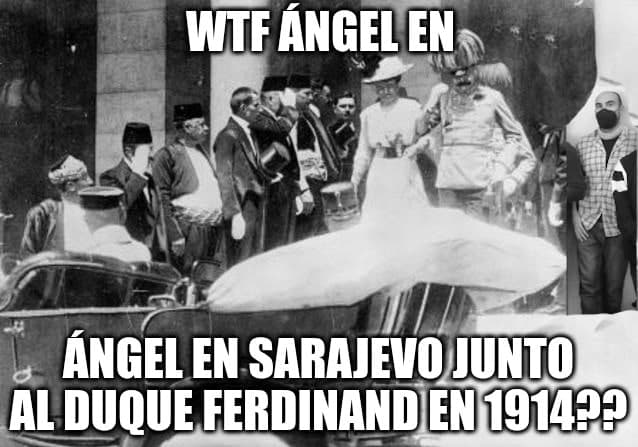 WTF ÁNGEL EN
ÁNGEL EN SARAJEVO JUNTO
AL DUQUE FERDINAND EN 1914??